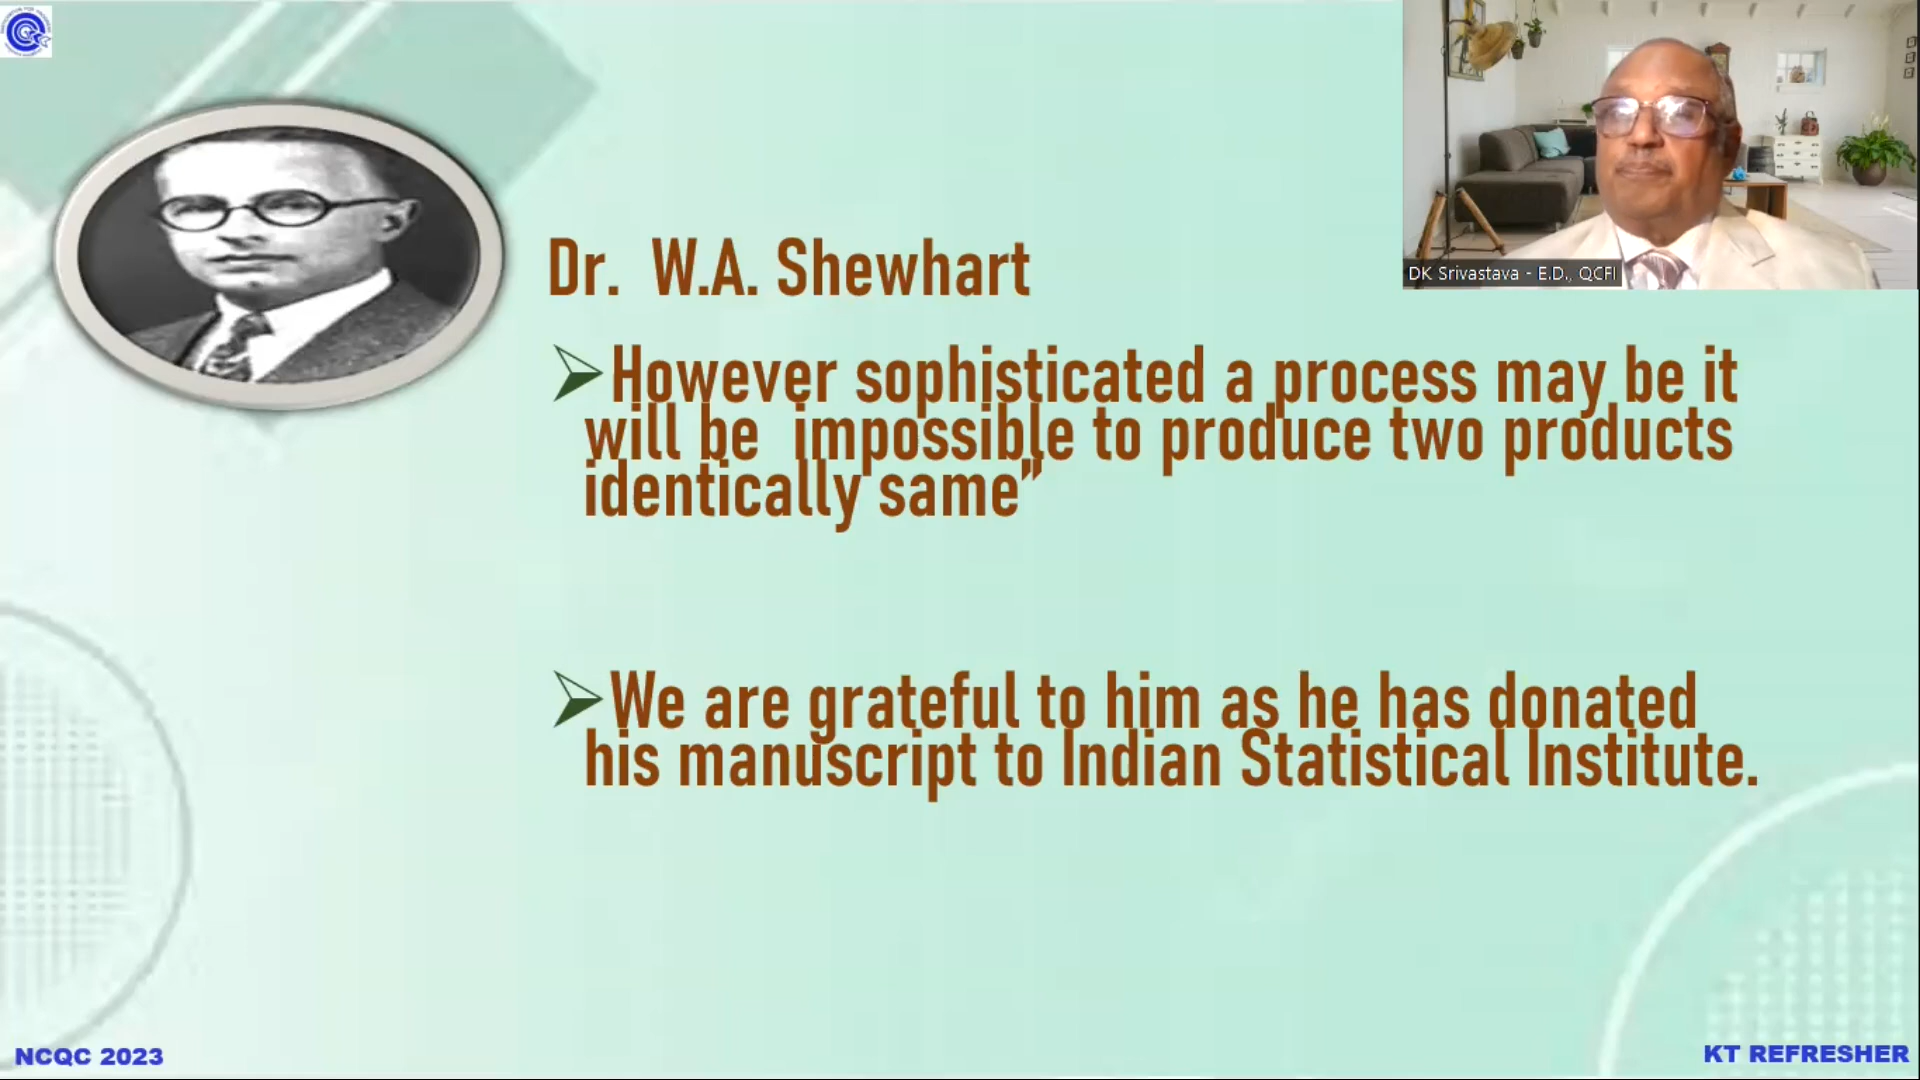 DK Srivastava - E.D., QCFI
Dr. W.A. Shewhart
However sophisticated a process may be it
will be impossible to produce two products
identically same”
We are grateful to him as he has donated
his manuscript to Indian Statistical Institute.
NCQC 2023
KT REFRESHER